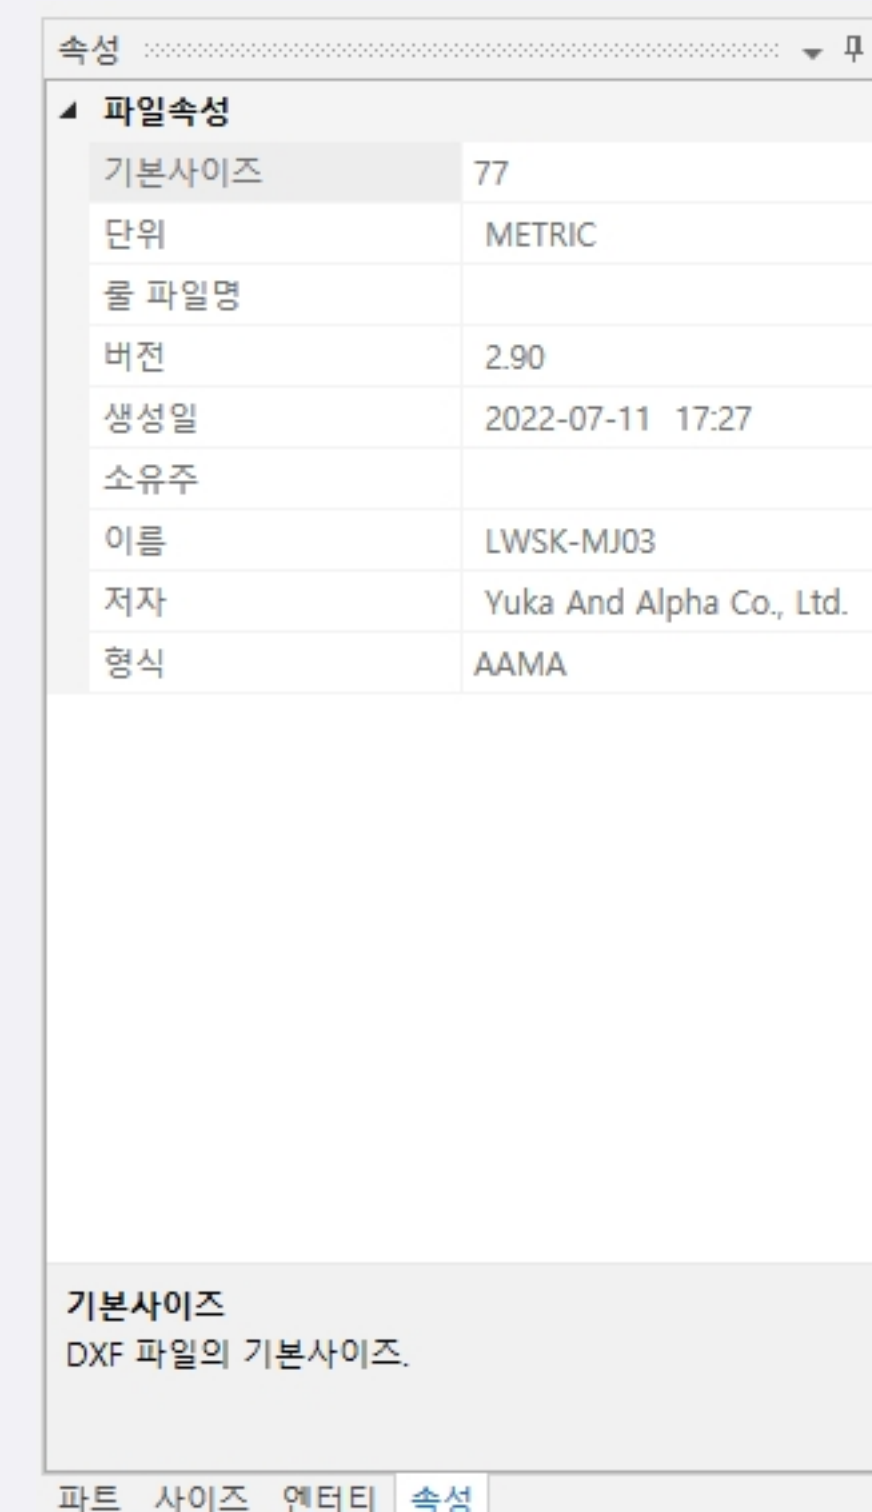 속성
파일속성
기본사이즈 77
단위 METRIC
룰 파일명
버전 2.90
생성일 2022-07-11 17:27
소유주
이름 LWSK-MJ03
저자 Yuka And Alpha Co., Ltd.
형식 AAMA
기본사이즈
DXF 파일의 기본사이즈.
파트 사이즈 엔터티 속성